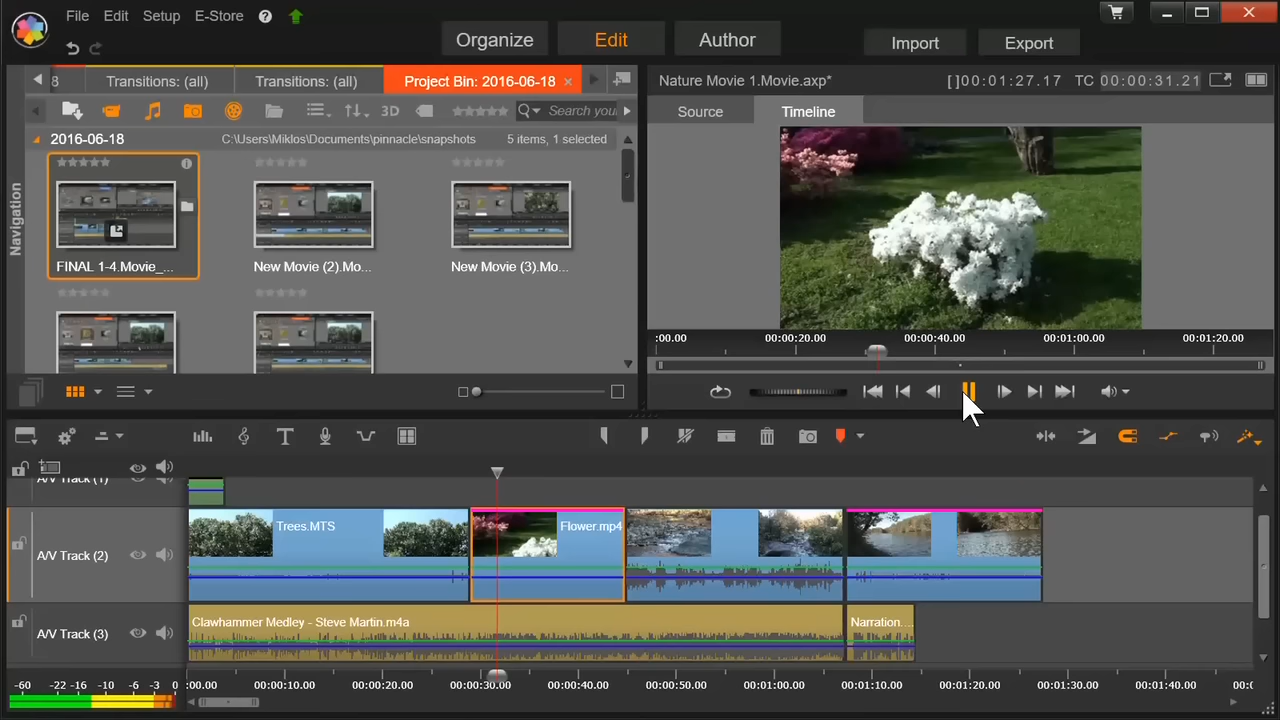 File Edit Setup E-Store ?
Organize Edit Author Import Export
8 Transitions: (all) Transitions: (all) Project Bin: 2016-06-18 ×
Nature Movie 1.Movie.axp* []00:01:27.17 TC 00:00:31.21
3D Search you
Source Timeline
2016-06-18 C:\Users\Miklos\Documents\pinnacle\snapshots 5 items, 1 selected
Navigation
FINAL 1-4.Movie_... New Movie (2).Mo... New Movie (3).Mo...
:00.00 00:00:20.00 00:00:40.00 00:01:00.00 00:01:20.00
A/V Track (1)
Trees.MTS Flower.mp4
A/V Track (2)
Clawhammer Medley - Steve Martin.m4a Narration....
A/V Track (3)
-60 -22 -16 -10 -6 -3 0 :00.00 00:00:10.00 00:00:20.00 00:00:30.00 00:00:40.00 00:00:50.00 00:01:00.00 00:01:10.00 00:01:20.00 00:01:30.00 00:01:40.00 00:01:50.00 00:0